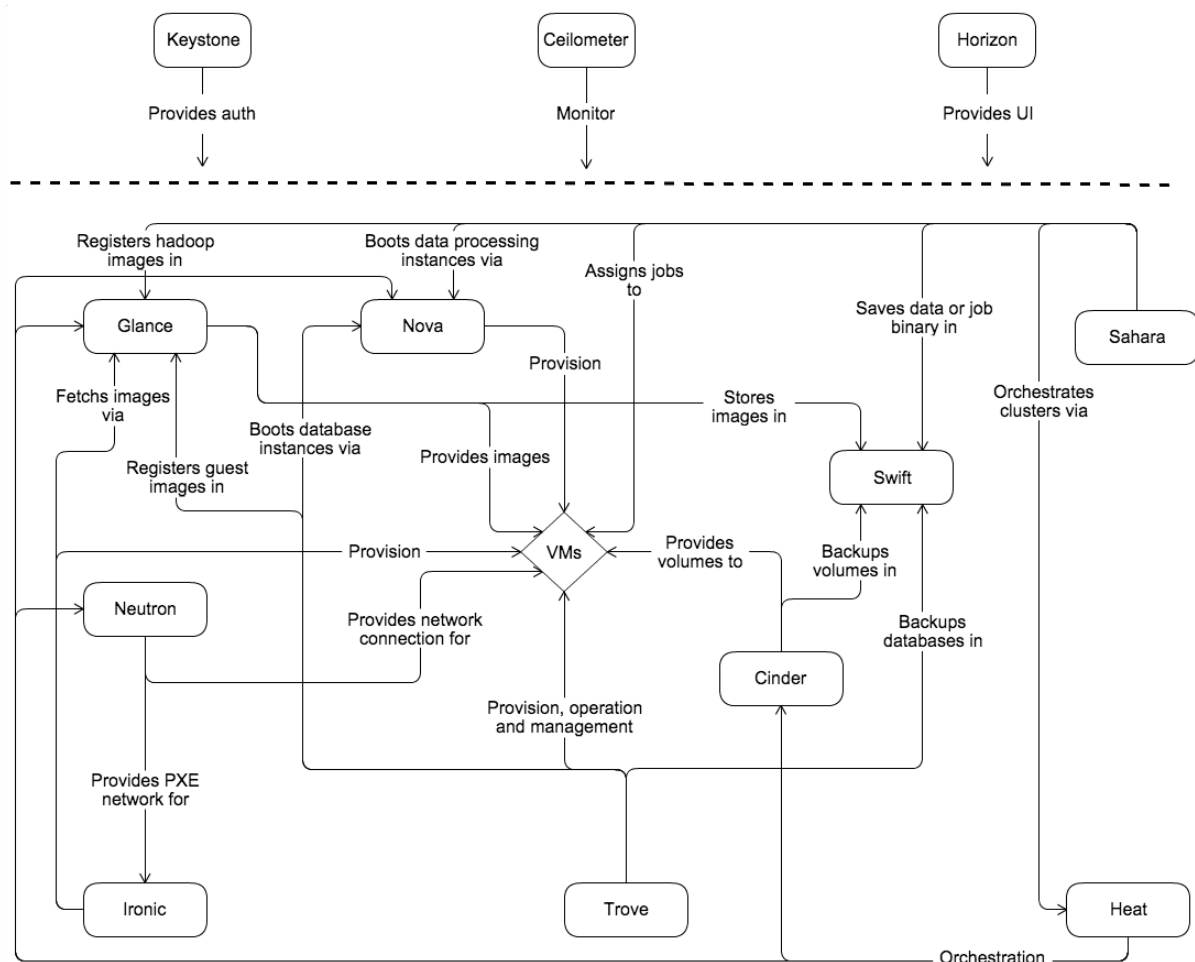 Keystone
Ceilometer
Horizon
Provides auth
Monitor
Provides UI
Registers hadoop
images in
Boots data processing
instances via
Assigns jobs
to
Saves data or job
binary in
Glance
Nova
Sahara
Provision
Fetchs images
via
Stores
images in
Orchestrates
clusters via
Boots database
instances via
Provides images
Registers guest
images in
Swift
VMs
Provision
Provides
volumes to
Backups
volumes in
Neutron
Provides network
connection for
Backups
databases in
Cinder
Provision, operation
and management
Provides PXE
network for
Ironic
Trove
Heat
Orchestration